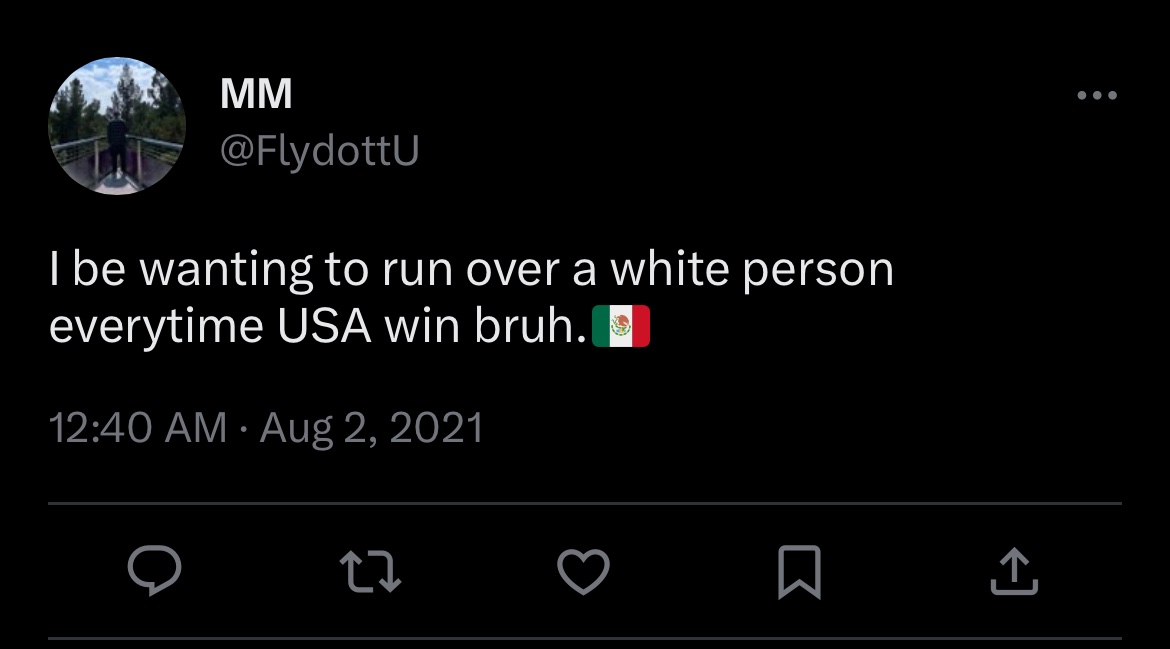 MM
@FlydottU
I be wanting to run over a white person
everytime USA win bruh.🇲🇽
12:40 AM · Aug 2, 2021